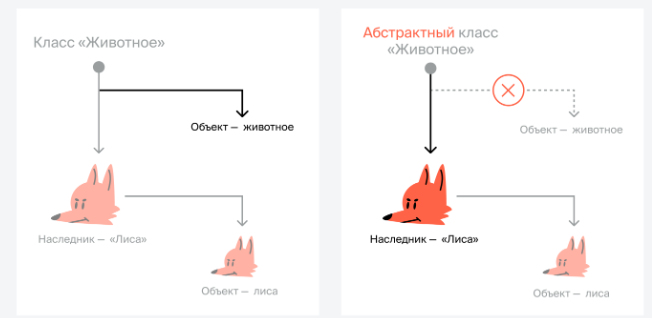 Класс «Животное»
Объект — животное
Наследник — «Лиса»
Объект — лиса
Абстрактный класс
«Животное»
Объект — животное
Наследник — «Лиса»
Объект — лиса